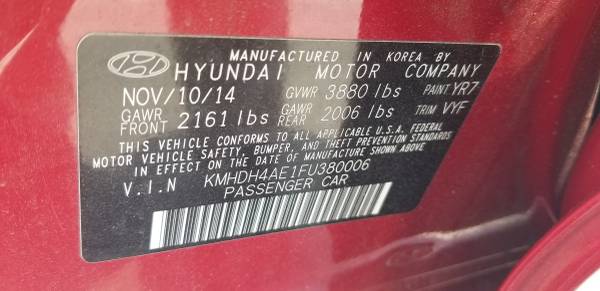 MANUFACTURED IN KOREA BY
HYUNDAI MOTOR COMPANY
NOV/10/14 GVWR 3880 lbs PAINT YR7
GAWR FRONT 2161 lbs GAWR REAR 2006 lbs TRIM VYF
THIS VEHICLE CONFORMS TO ALL APPLICABLE U.S.A. FEDERAL
MOTOR VEHICLE SAFETY, BUMPER, AND THEFT PREVENTION STANDARDS
IN EFFECT ON THE DATE OF MANUFACTURE SHOWN ABOVE.
V.I.N KMHDH4AE1FU380006
PASSENGER CAR